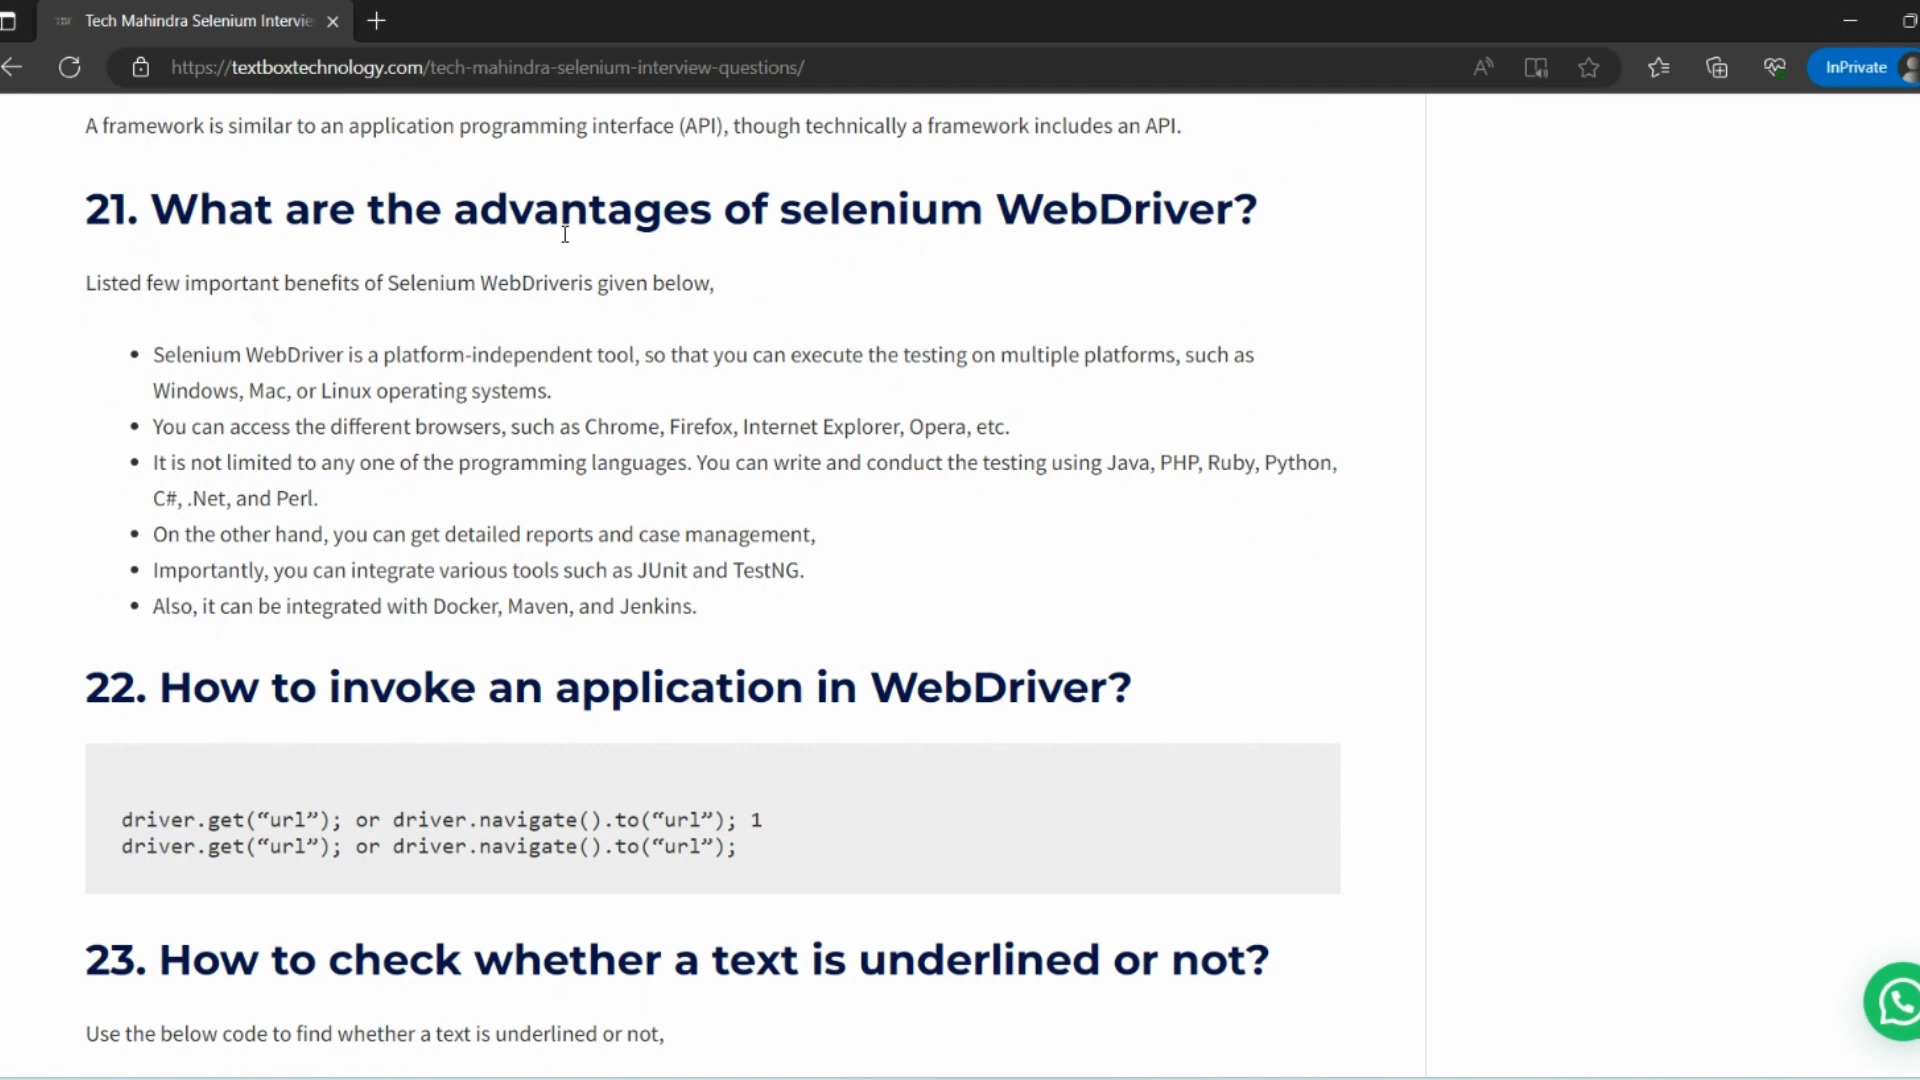 Tech Mahindra Selenium Intervie
https://textboxtechnology.com/tech-mahindra-selenium-interview-questions/
InPrivate
A framework is similar to an application programming interface (API), though technically a framework includes an API.
21. What are the advantages of selenium WebDriver?
Listed few important benefits of Selenium WebDriveris given below,
• Selenium WebDriver is a platform-independent tool, so that you can execute the testing on multiple platforms, such as
Windows, Mac, or Linux operating systems.
• You can access the different browsers, such as Chrome, Firefox, Internet Explorer, Opera, etc.
• It is not limited to any one of the programming languages. You can write and conduct the testing using Java, PHP, Ruby, Python,
C#, .Net, and Perl.
• On the other hand, you can get detailed reports and case management,
• Importantly, you can integrate various tools such as JUnit and TestNG.
• Also, it can be integrated with Docker, Maven, and Jenkins.
22. How to invoke an application in WebDriver?
driver.get(“url”); or driver.navigate().to(“url”); 1
driver.get(“url”); or driver.navigate().to(“url”);
23. How to check whether a text is underlined or not?
Use the below code to find whether a text is underlined or not,